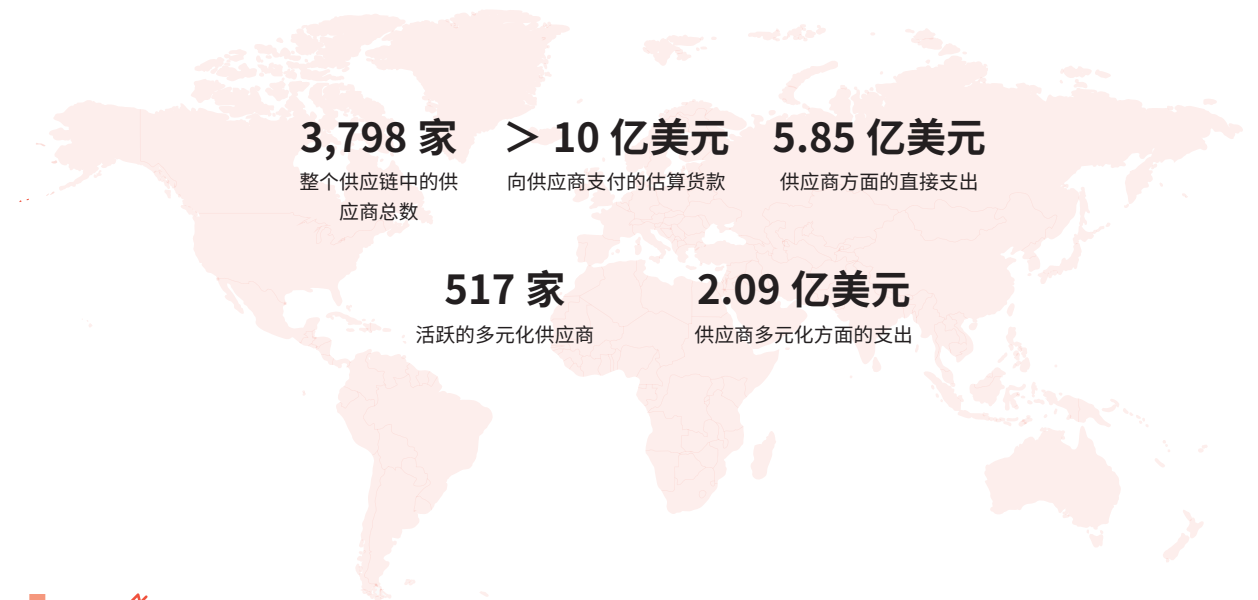 3,798 家
整个供应链中的供
应商总数
＞ 10 亿美元
向供应商支付的估算货款
5.85 亿美元
供应商方面的直接支出
517 家
活跃的多元化供应商
2.09 亿美元
供应商多元化方面的支出